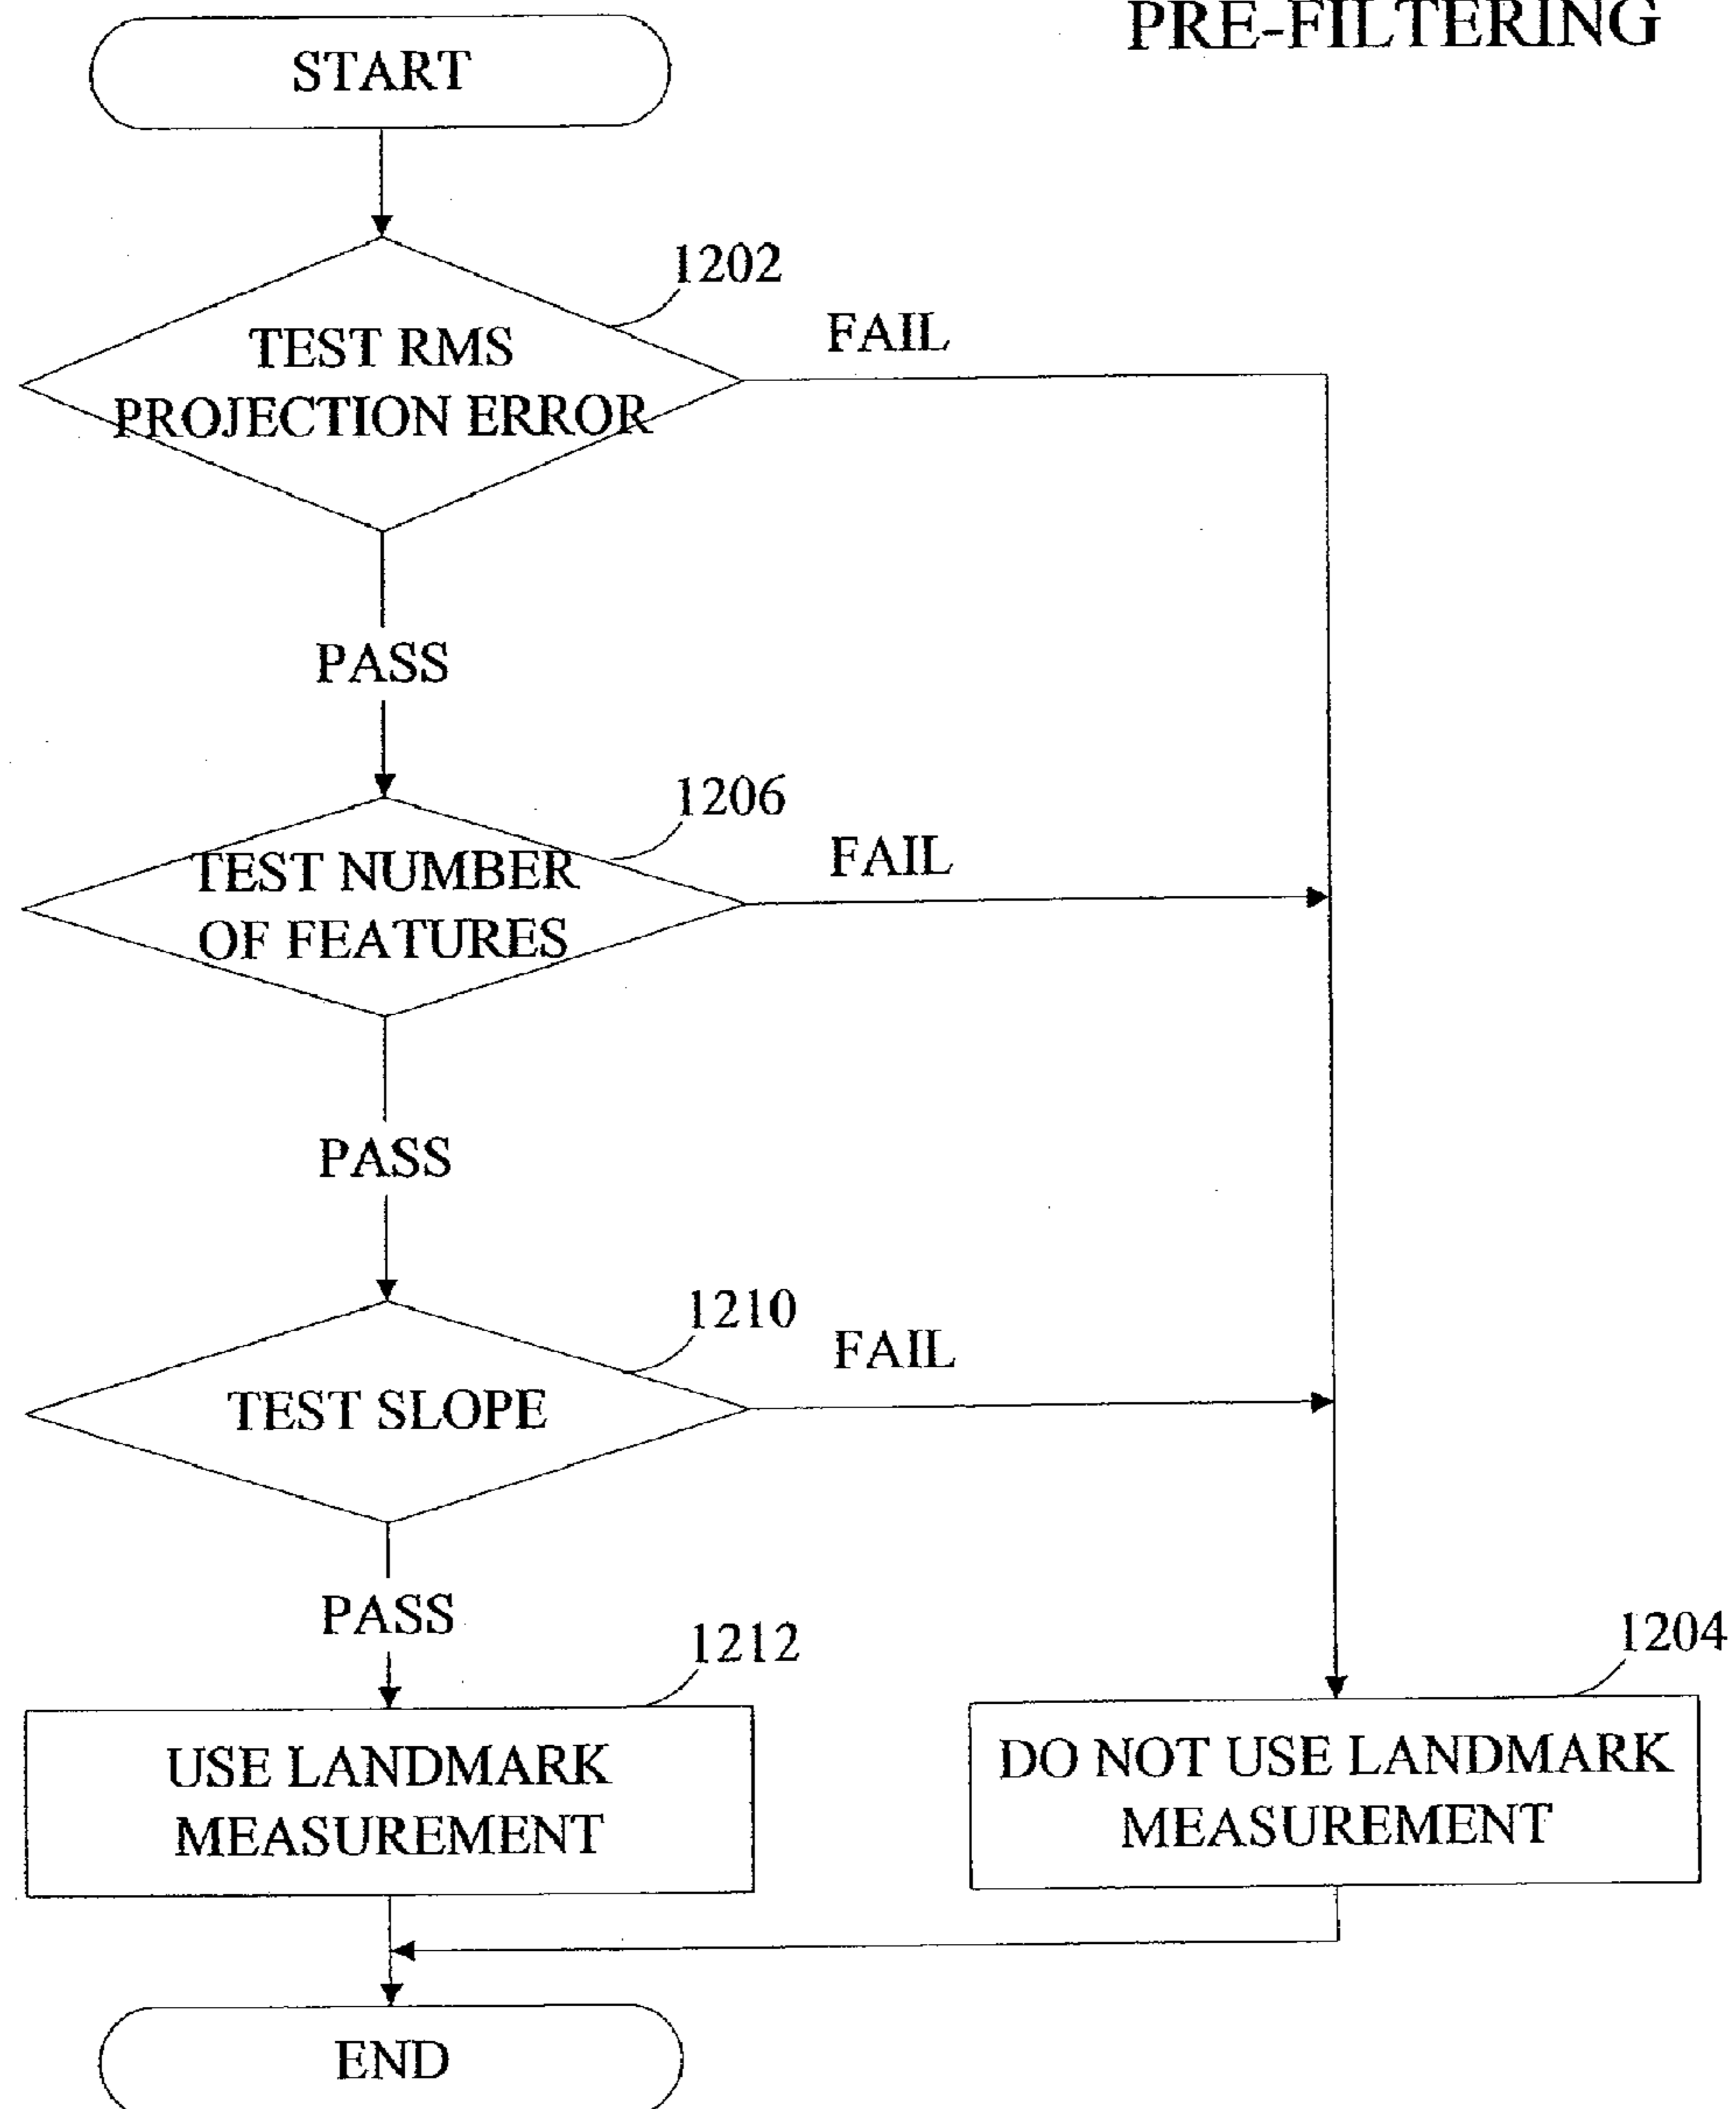 PRE-FILTERING
START
1202
TEST RMS
PROJECTION ERROR
FAIL
PASS
1206
TEST NUMBER
OF FEATURES
FAIL
PASS
1210
TEST SLOPE
FAIL
PASS
1212
USE LANDMARK
MEASUREMENT
1204
DO NOT USE LANDMARK
MEASUREMENT
END